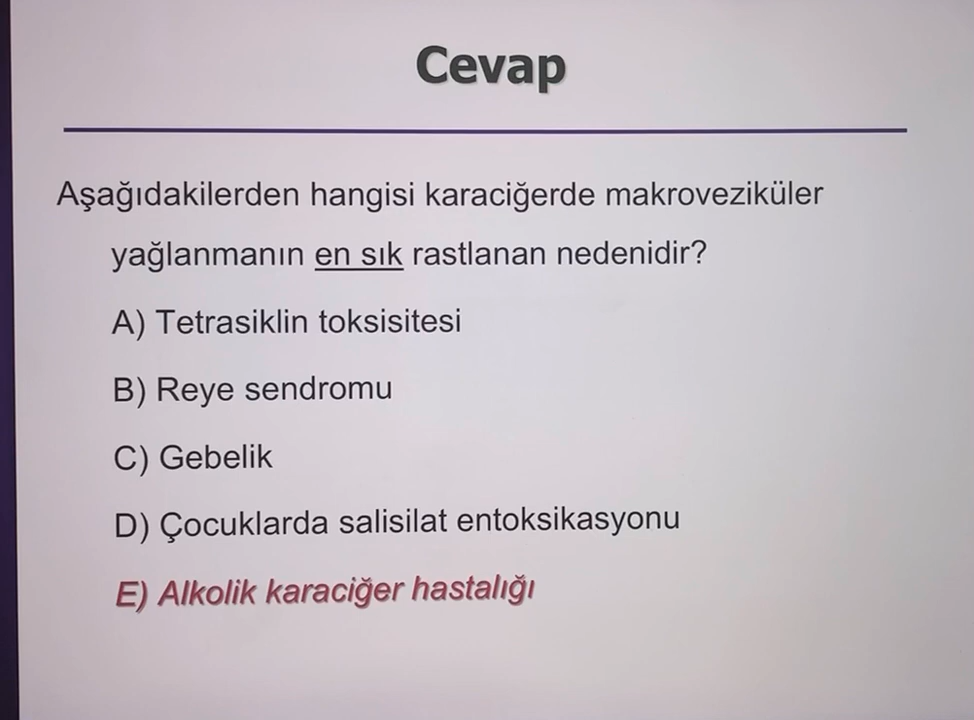 Cevap
Aşağıdakilerden hangisi karaciğerde makroveziküler
yağlanmanın en sık rastlanan nedenidir?
A) Tetrasiklin toksisitesi
B) Reye sendromu
C) Gebelik
D) Çocuklarda salisilat entoksikasyonu
E) Alkolik karaciğer hastalığı